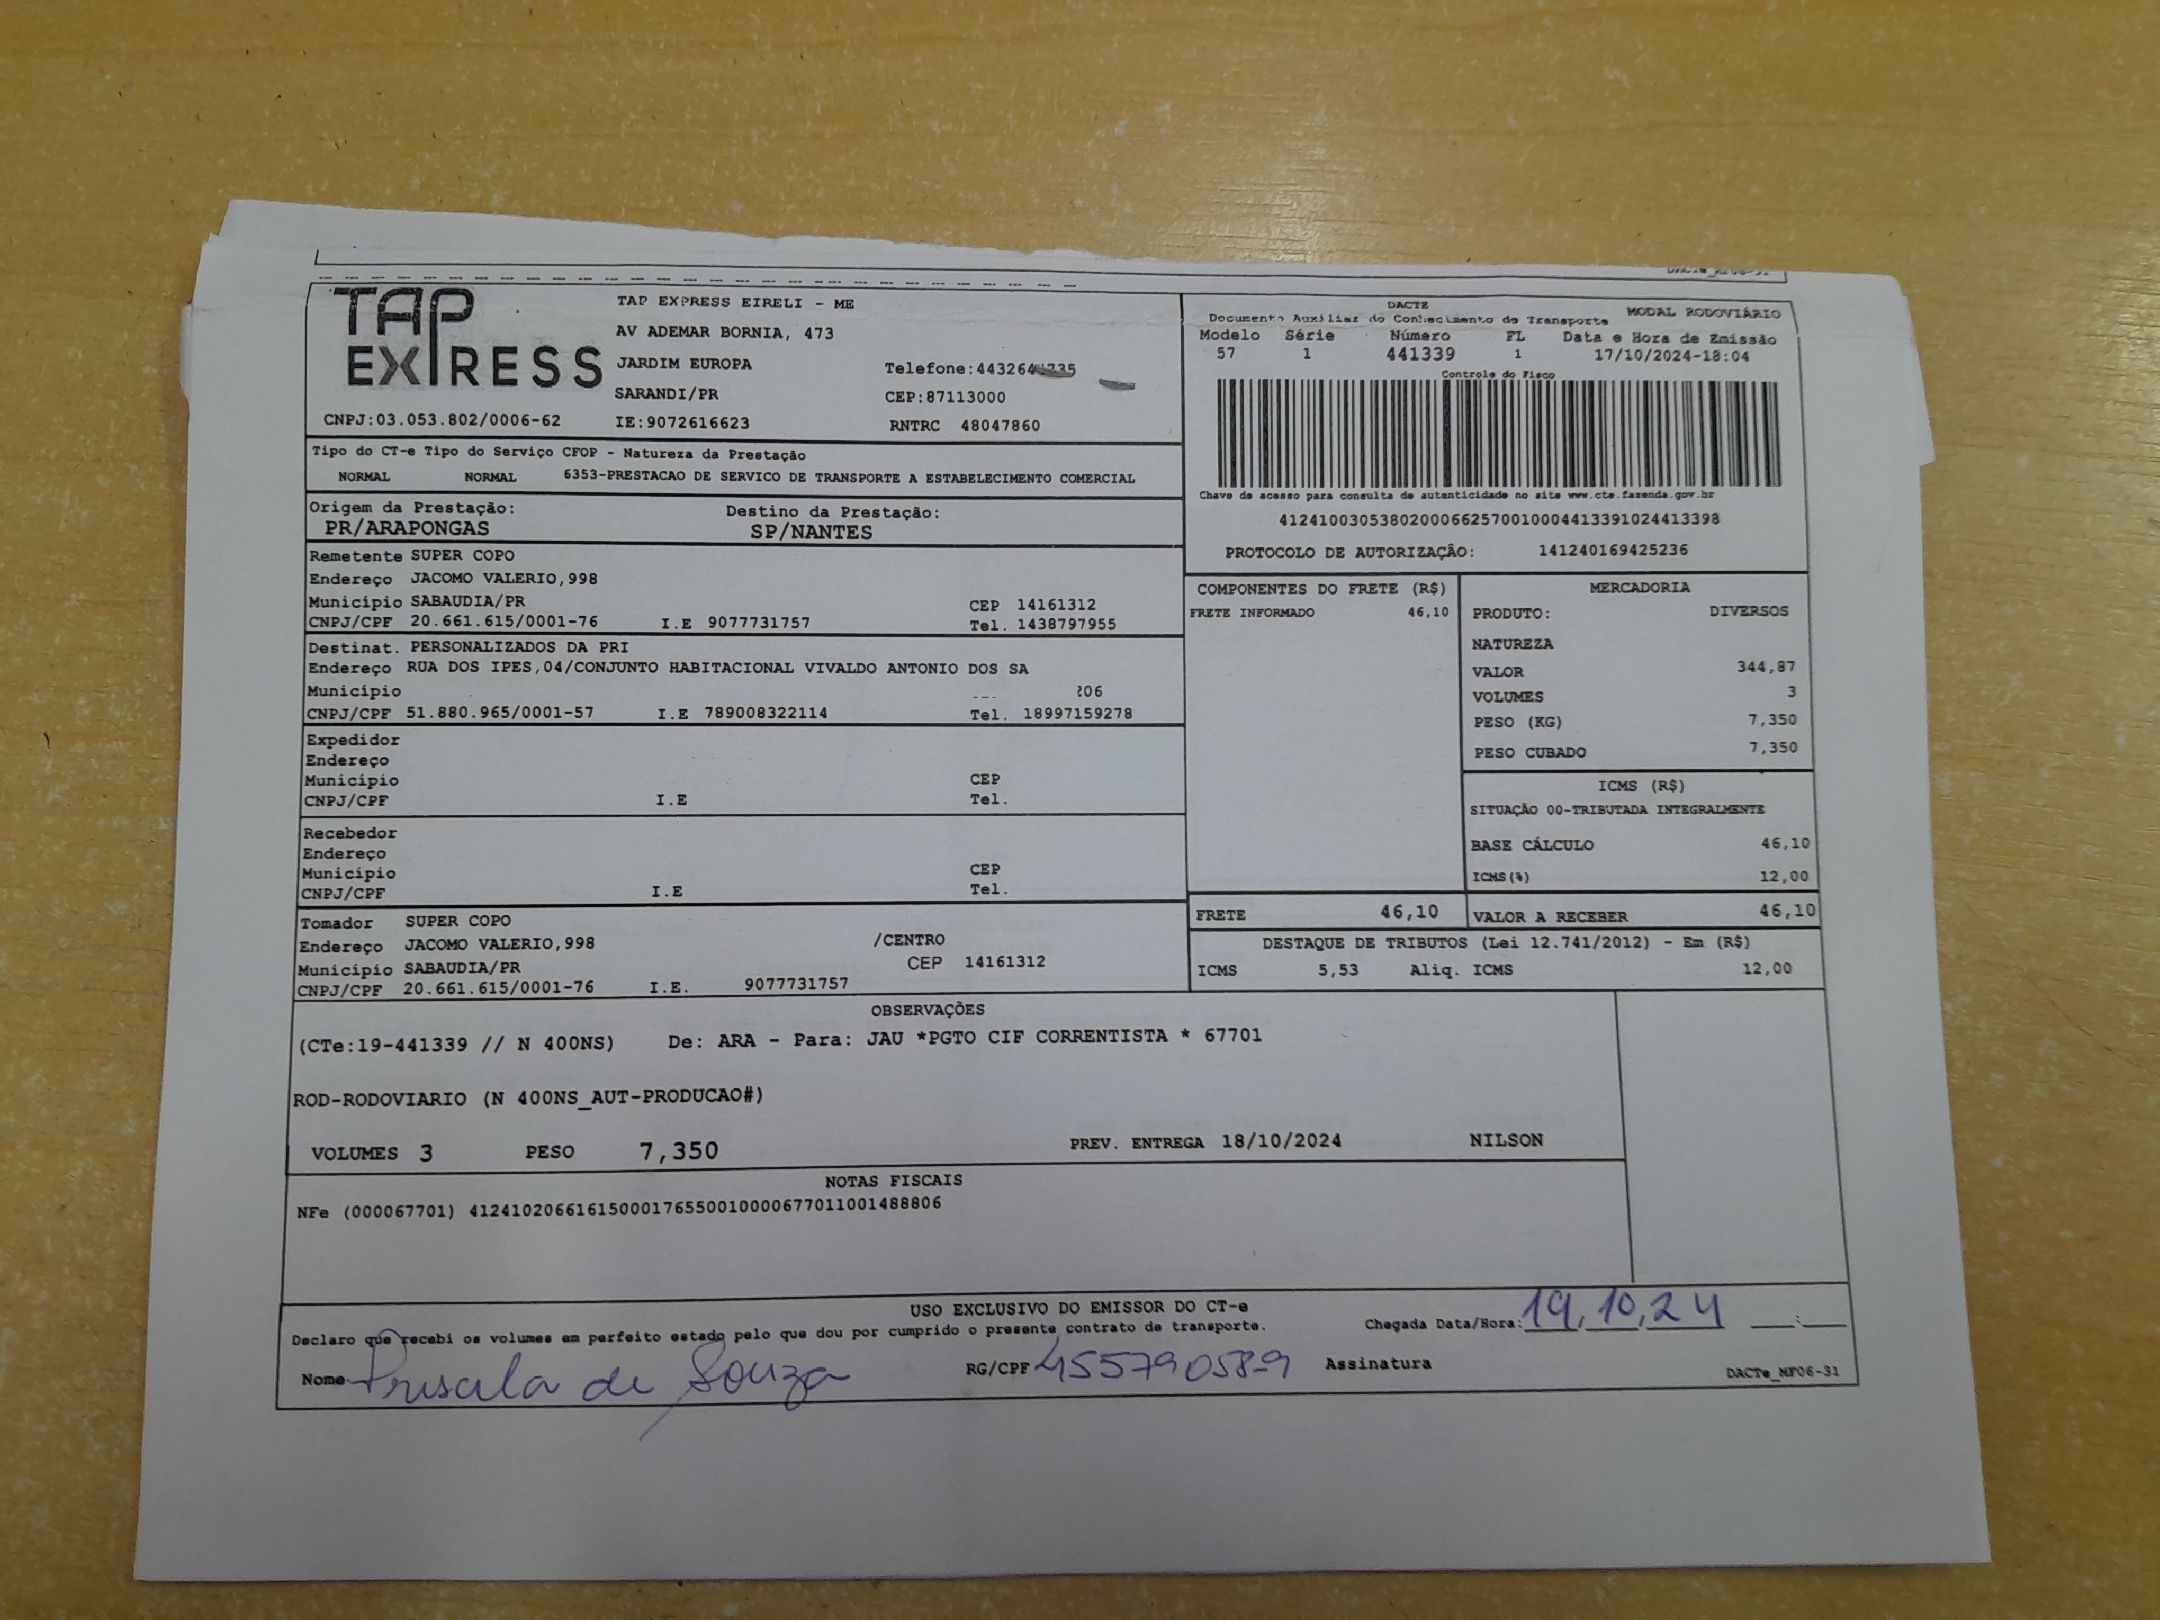 TAP EXPRESS
TAP EXPRESS EIRELI - ME
AV ADEMAR BORNIA, 473
JARDIM EUROPA
Telefone:
SARANDI/PR
CEP:87113000
CNPJ:03.053.802/0006-62
IE:9072616623
RNTRC 48047860
DACTE
Documento Auxiliar do Conhecimento de Transporte
MODAL RODOVIÁRIO
Modelo Série Número FL Data e Hora de Emissão
57 1 441339 1 17/10/2024-18:04
Controle do Fisco
Chave de acesso para consulta de autenticidade no site www.cte.fazenda.gov.br
41241003053802000662570010004413391024413398
PROTOCOLO DE AUTORIZAÇÃO: 141240169425236
Tipo do CT-e Tipo do Serviço CFOP - Natureza da Prestação
NORMAL NORMAL 6353-PRESTACAO DE SERVICO DE TRANSPORTE A ESTABELECIMENTO COMERCIAL
Origem da Prestação: Destino da Prestação:
PR/ARAPONGAS SP/NANTES
Remetente SUPER COPO
Endereço JACOMO VALERIO,998
Município SABAUDIA/PR CEP 14161312
CNPJ/CPF 20.661.615/0001-76 I.E 9077731757 Tel. 1438797955
Destinat. PERSONALIZADOS DA PRI
Endereço RUA DOS IPES,04/CONJUNTO HABITACIONAL VIVALDO ANTONIO DOS SA
Município 206
CNPJ/CPF 51.880.965/0001-57 I.E 789008322114 Tel. 18997159278
Expedidor
Endereço
Município CEP
CNPJ/CPF I.E Tel.
Recebedor
Endereço
Município CEP
CNPJ/CPF I.E Tel.
Tomador SUPER COPO
Endereço JACOMO VALERIO,998 /CENTRO
Município SABAUDIA/PR CEP 14161312
CNPJ/CPF 20.661.615/0001-76 I.E. 9077731757
COMPONENTES DO FRETE (R$)
FRETE INFORMADO 46,10
MERCADORIA
PRODUTO: DIVERSOS
NATUREZA
VALOR 344,87
VOLUMES 3
PESO (KG) 7,350
PESO CUBADO 7,350
ICMS (R$)
SITUAÇÃO 00-TRIBUTADA INTEGRALMENTE
BASE CÁLCULO 46,10
ICMS(%) 12,00
FRETE 46,10 VALOR A RECEBER 46,10
DESTAQUE DE TRIBUTOS (Lei 12.741/2012) - Em (R$)
ICMS 5,53 Aliq. ICMS 12,00
OBSERVAÇÕES
(CTe:19-441339 // N 400NS) De: ARA - Para: JAU *PGTO CIF CORRENTISTA * 67701
ROD-RODOVIARIO (N 400NS_AUT-PRODUCAO#)
VOLUMES 3 PESO 7,350 PREV. ENTREGA 18/10/2024 NILSON
NOTAS FISCAIS
NFe (000067701) 41241020661615000176550010000677011001488806
USO EXCLUSIVO DO EMISSOR DO CT-e
Declaro que recebi os volumes em perfeito estado pelo que dou por cumprido o presente contrato de transporte.
Chegada Data/Hora: 19,10,24
Nome Priscila de Souza RG/CPF 455790589 Assinatura
DACTe_MF06-31